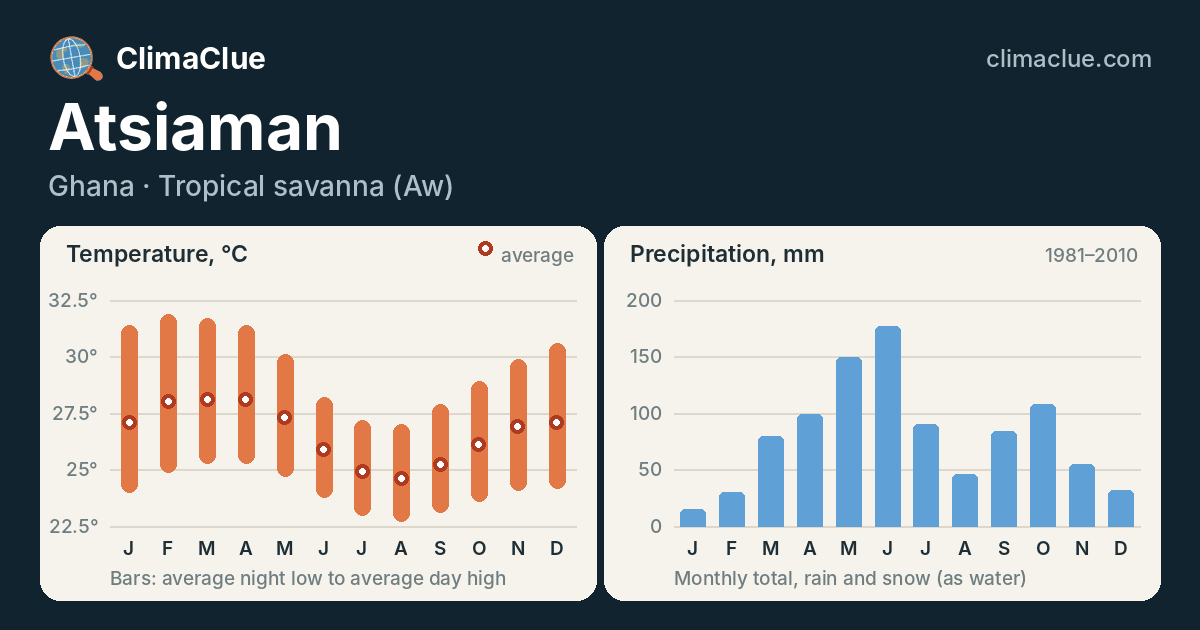 ClimaClue
climaclue.com
Atsiaman
Ghana · Tropical savanna (Aw)
Temperature, °C
average
32.5°
30°
27.5°
25°
22.5°
J F M A M J J A S O N D
Bars: average night low to average day high
Precipitation, mm
1981–2010
200
150
100
50
0
J F M A M J J A S O N D
Monthly total, rain and snow (as water)